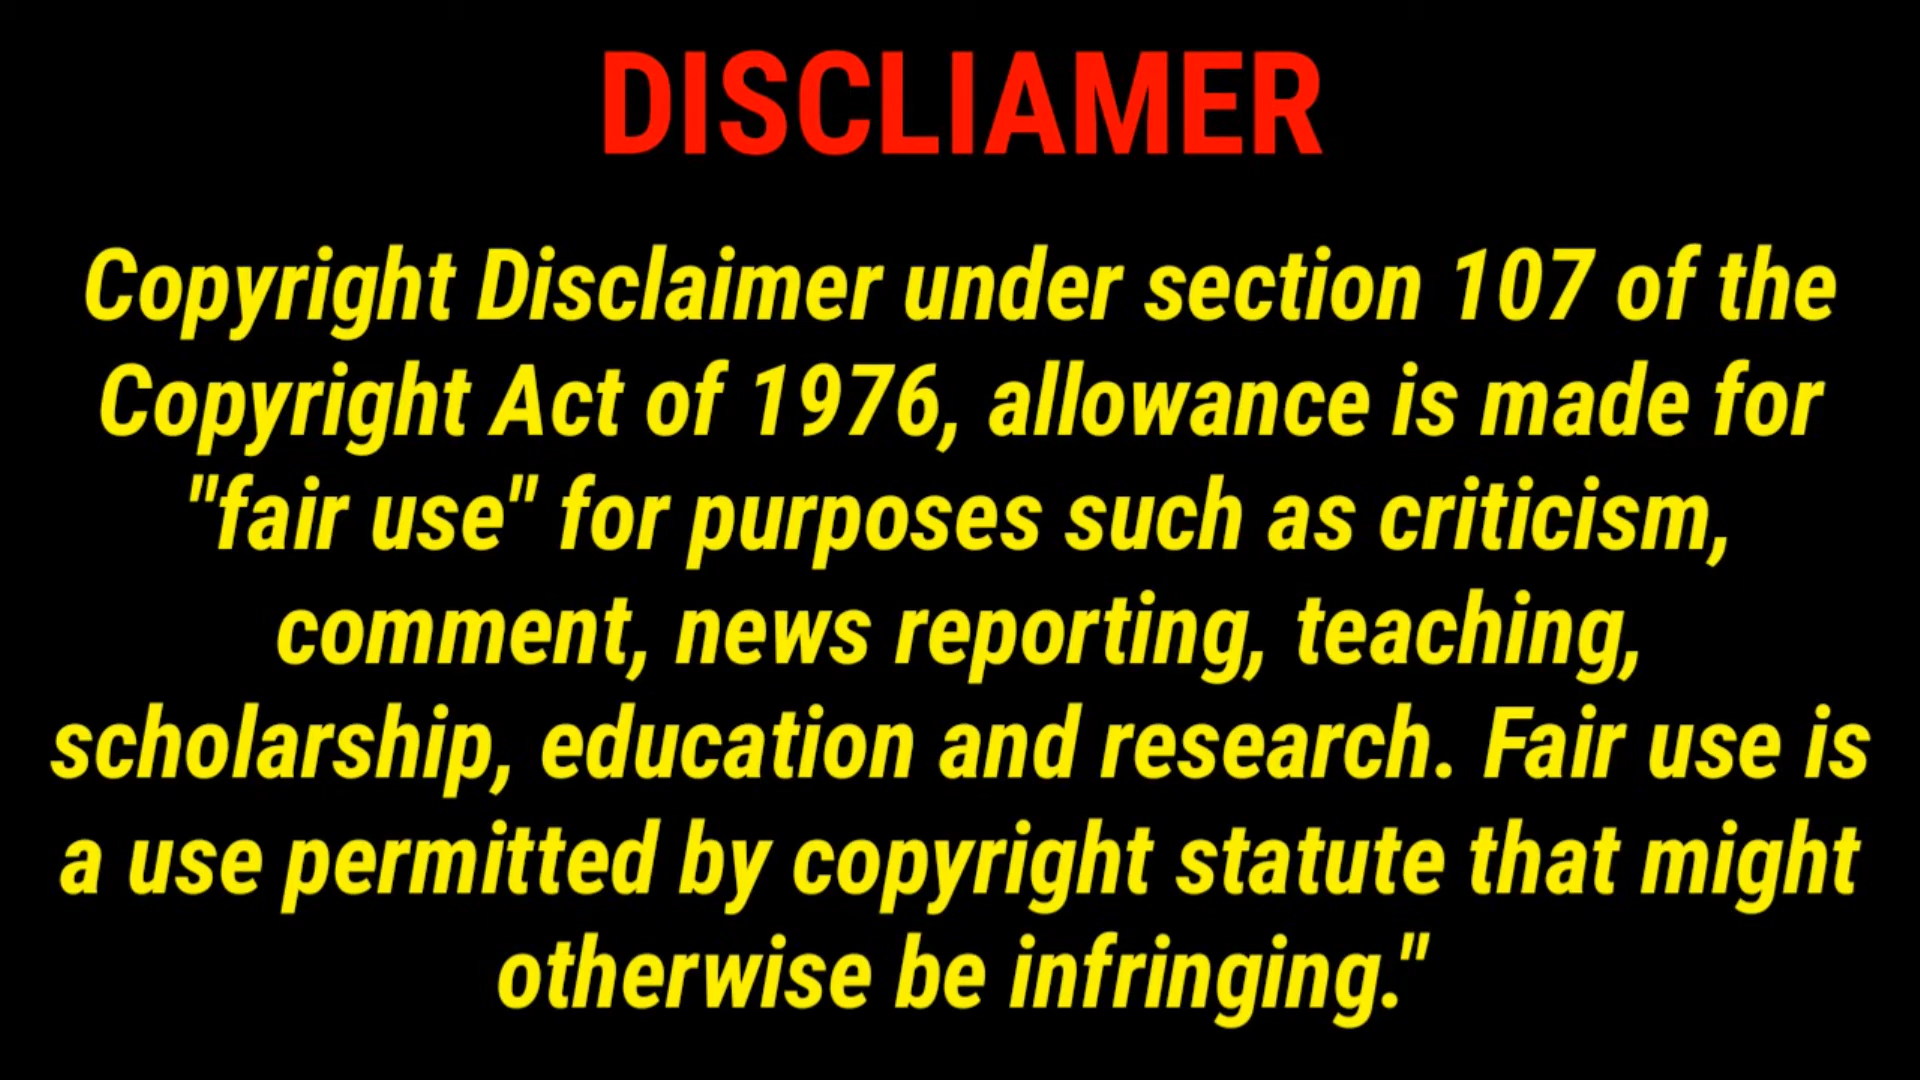 DISCLIAMER
Copyright Disclaimer under section 107 of the
Copyright Act of 1976, allowance is made for
"fair use" for purposes such as criticism,
comment, news reporting, teaching,
scholarship, education and research. Fair use is
a use permitted by copyright statute that might
otherwise be infringing."